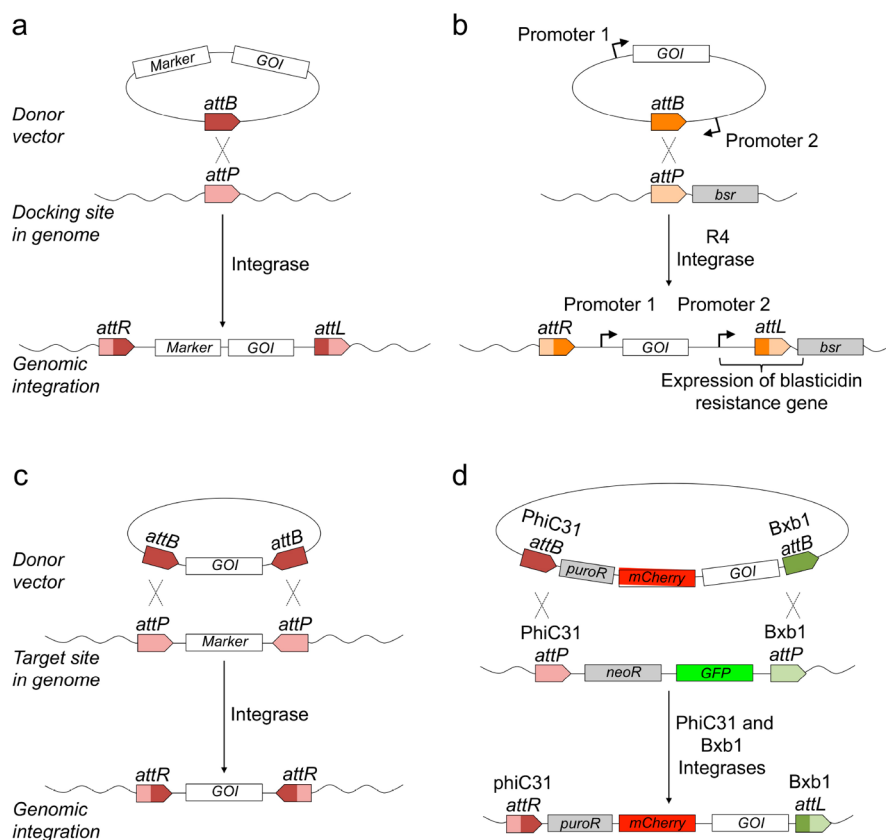 a
Marker
GOI
attB
Donor
vector
attP
Docking site
in genome
Integrase
attR
attL
Marker
GOI
Genomic
integration
b
Promoter 1
GOI
attB
Promoter 2
attP
bsr
R4
Integrase
Promoter 1
Promoter 2
attR
attL
GOI
bsr
Expression of blasticidin
resistance gene
c
attB
attB
GOI
Donor
vector
attP
attP
Marker
Target site
in genome
Integrase
attR
attR
GOI
Genomic
integration
d
PhiC31
attB
Bxb1
attB
puroR
mCherry
GOI
PhiC31
attP
Bxb1
attP
neoR
GFP
PhiC31 and
Bxb1
Integrases
phiC31
attR
Bxb1
attL
puroR
mCherry
GOI